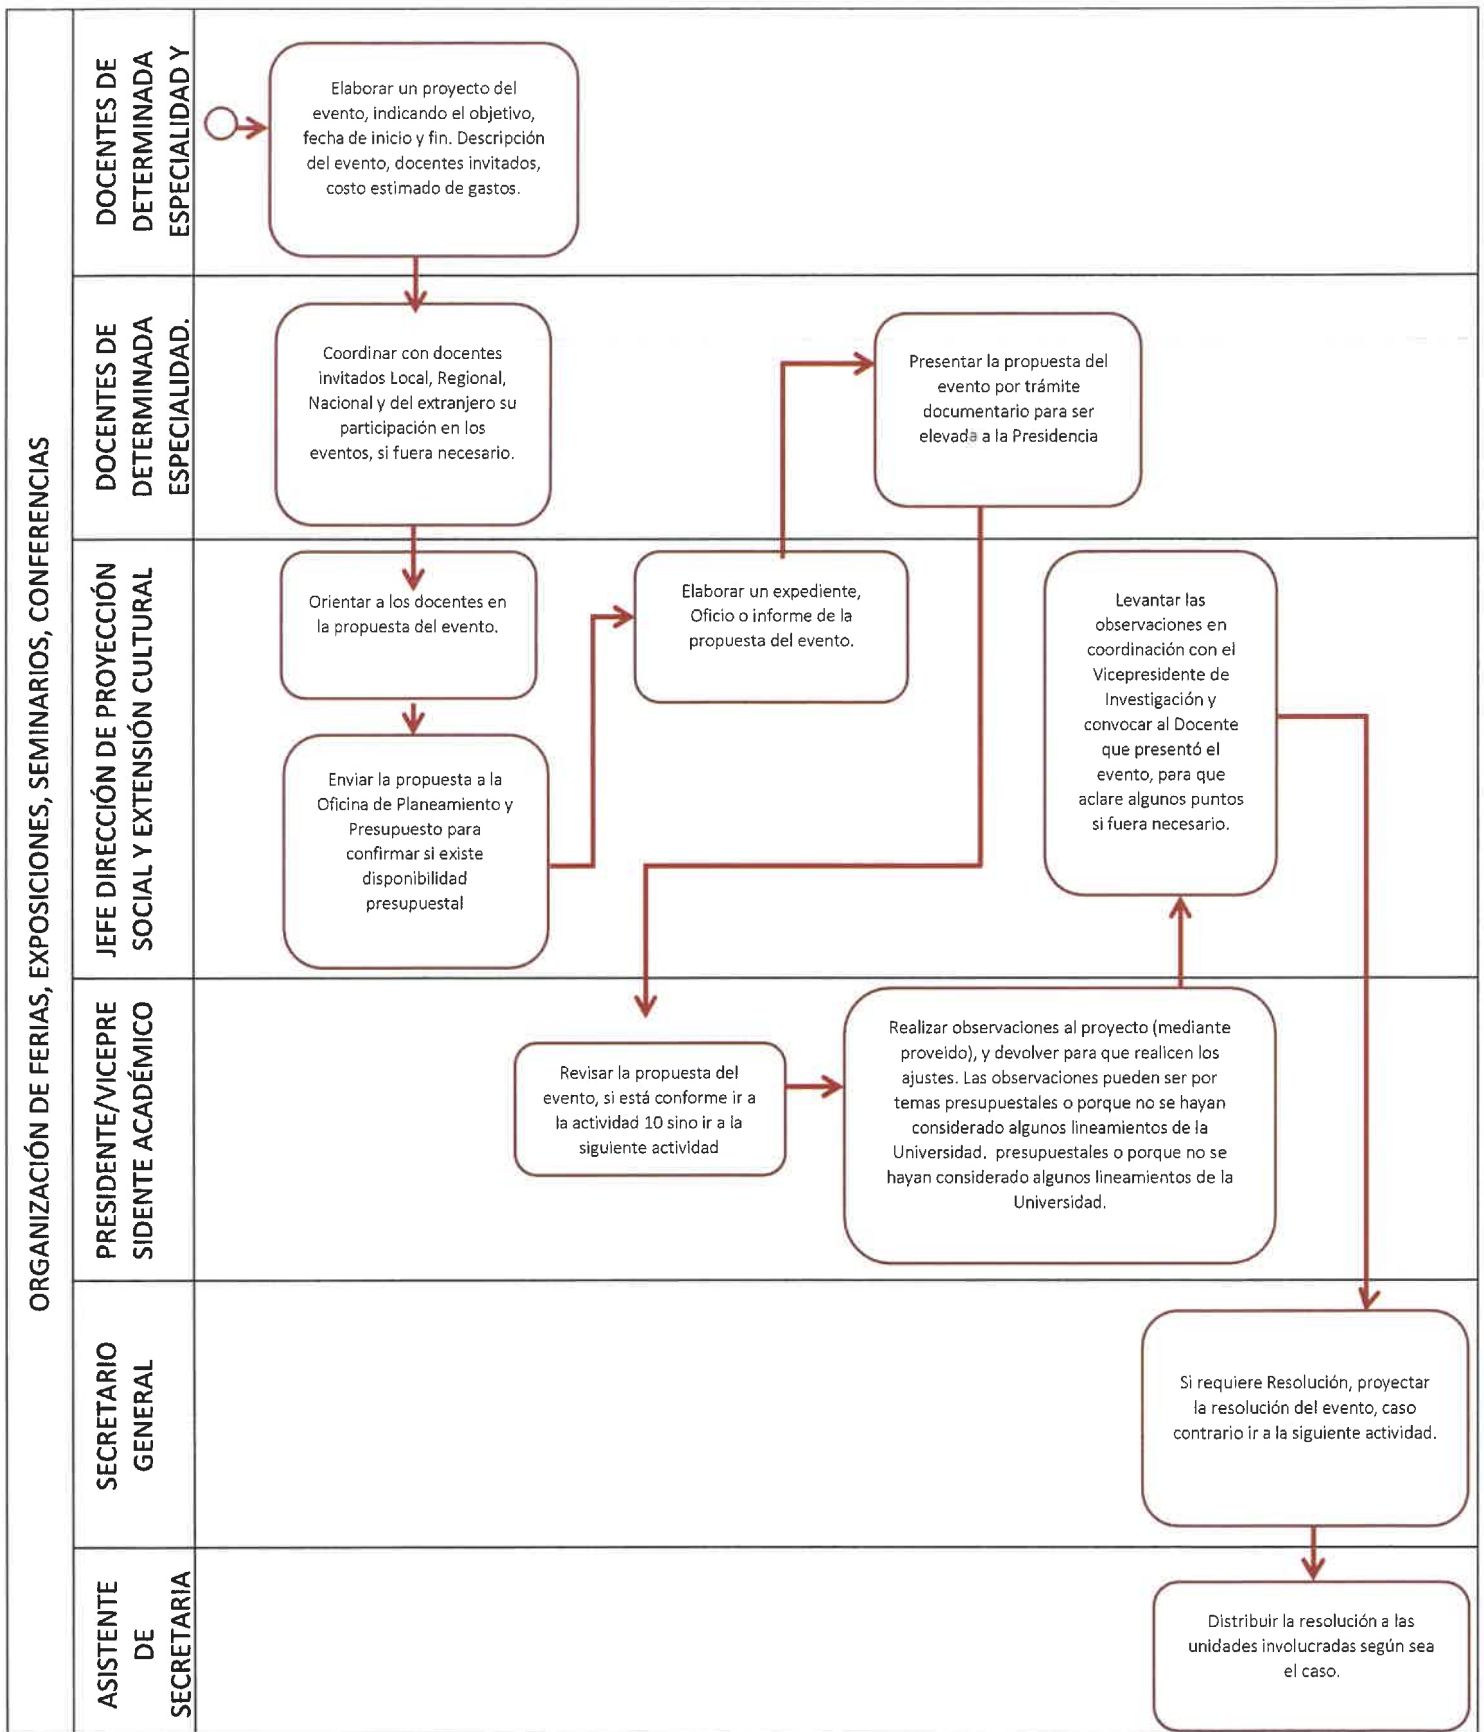 ORGANIZACIÓN DE FERIAS, EXPOSICIONES, SEMINARIOS, CONFERENCIAS
DOCENTES DE
DETERMINADA
ESPECIALIDAD Y
Elaborar un proyecto del
evento, indicando el objetivo,
fecha de inicio y fin. Descripción
del evento, docentes invitados,
costo estimado de gastos.
DOCENTES DE
DETERMINADA
ESPECIALIDAD.
Coordinar con docentes
invitados Local, Regional,
Nacional y del extranjero su
participación en los
eventos, si fuera necesario.
Presentar la propuesta del
evento por trámite
documentario para ser
elevada a la Presidencia
JEFE DIRECCIÓN DE PROYECCIÓN
SOCIAL Y EXTENSIÓN CULTURAL
Orientar a los docentes en
la propuesta del evento.
Enviar la propuesta a la
Oficina de Planeamiento y
Presupuesto para
confirmar si existe
disponibilidad
presupuestal
Elaborar un expediente,
Oficio o informe de la
propuesta del evento.
Levantar las
observaciones en
coordinación con el
Vicepresidente de
Investigación y
convocar al Docente
que presentó el
evento, para que
aclare algunos puntos
si fuera necesario.
PRESIDENTE/VICEPRE
SIDENTE ACADÉMICO
Revisar la propuesta del
evento, si está conforme ir a
la actividad 10 sino ir a la
siguiente actividad
Realizar observaciones al proyecto (mediante
proveido), y devolver para que realicen los
ajustes. Las observaciones pueden ser por
temas presupuestales o porque no se hayan
considerado algunos lineamientos de la
Universidad. presupuestales o porque no se
hayan considerado algunos lineamientos de la
Universidad.
SECRETARIO
GENERAL
Si requiere Resolución, proyectar
la resolución del evento, caso
contrario ir a la siguiente actividad.
ASISTENTE
DE
SECRETARIA
Distribuir la resolución a las
unidades involucradas según sea
el caso.